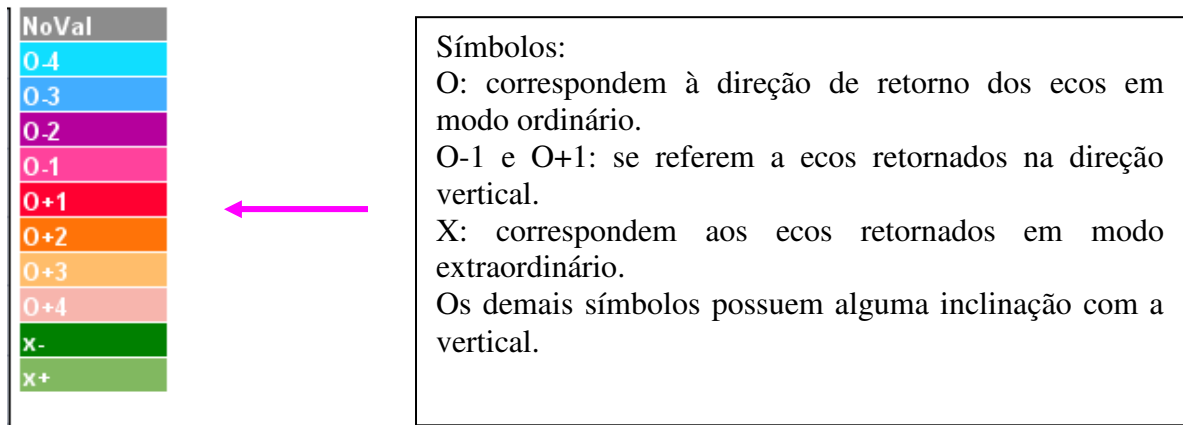 NoVal
O-4
O-3
O-2
O-1
O+1
O+2
O+3
O+4
x-
x+
Símbolos:
O: correspondem à direção de retorno dos ecos em
modo ordinário.
O-1 e O+1: se referem a ecos retornados na direção
vertical.
X: correspondem aos ecos retornados em modo
extraordinário.
Os demais símbolos possuem alguma inclinação com a
vertical.